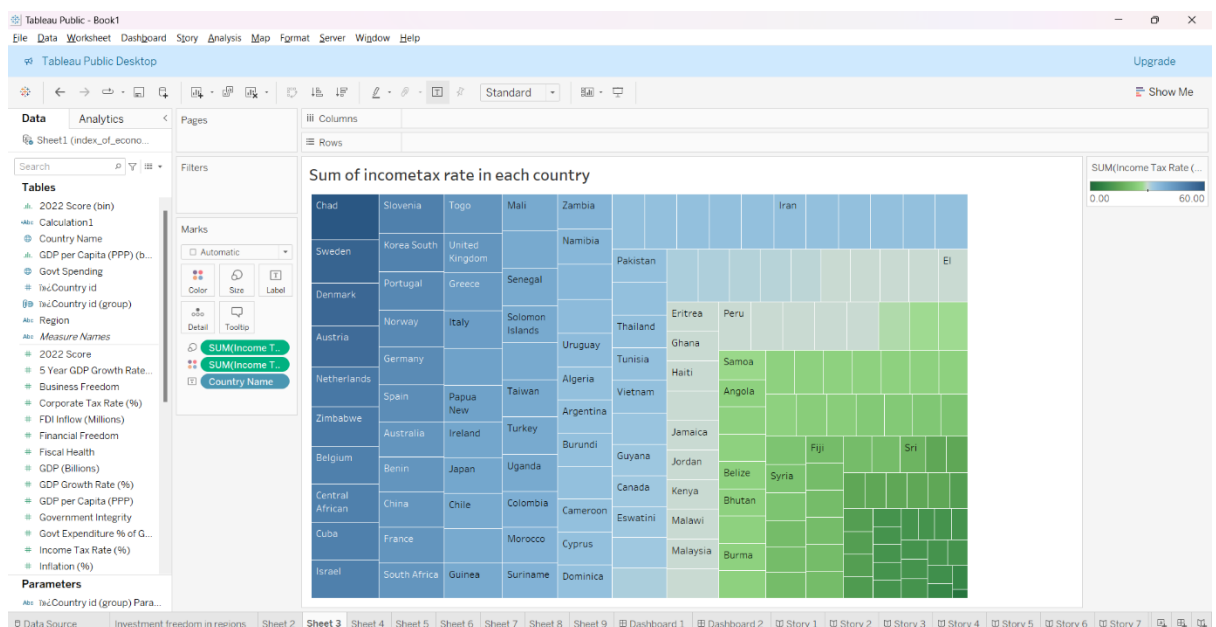 Tableau Public - Book1
File Data Worksheet Dashboard Story Analysis Map Format Server Window Help
Tableau Public Desktop
Upgrade
Standard
Show Me
Data Analytics
Pages
Columns
Sheet1 (index_of_econo...
Rows
Search
Filters
Sum of incometax rate in each country
SUM(Income Tax Rate (...
0.00 60.00
Tables
2022 Score (bin)
Calculation1
Country Name
GDP per Capita (PPP) (b...
Govt Spending
Country id
Country id (group)
Region
Measure Names
2022 Score
5 Year GDP Growth Rate...
Business Freedom
Corporate Tax Rate (%)
FDI Inflow (Millions)
Financial Freedom
Fiscal Health
GDP (Billions)
GDP Growth Rate (%)
GDP per Capita (PPP)
Government Integrity
Govt Expenditure % of G...
Income Tax Rate (%)
Inflation (%)
Parameters
Country id (group) Para...
Marks
Automatic
Color Size Label
Detail Tooltip
SUM(Income T..
SUM(Income T..
Country Name
Chad
Sweden
Denmark
Austria
Netherlands
Zimbabwe
Belgium
Central
African
Cuba
Israel
Slovenia
Korea South
Portugal
Norway
Germany
Spain
Australia
Benin
China
France
South Africa
Togo
United
Kingdom
Greece
Italy
Papua
New
Ireland
Japan
Chile
Guinea
Mali
Senegal
Solomon
Islands
Taiwan
Turkey
Uganda
Colombia
Morocco
Suriname
Zambia
Namibia
Uruguay
Algeria
Argentina
Burundi
Cameroon
Cyprus
Dominica
Iran
Pakistan
Thailand
Tunisia
Vietnam
Guyana
Canada
Eswatini
El
Eritrea
Ghana
Haiti
Jamaica
Jordan
Kenya
Malawi
Malaysia
Peru
Samoa
Angola
Belize
Bhutan
Burma
Syria
Fiji
Sri
Data Source Investment freedom in regions Sheet 2 Sheet 3 Sheet 4 Sheet 5 Sheet 6 Sheet 7 Sheet 8 Sheet 9 Dashboard 1 Dashboard 2 Story 1 Story 2 Story 3 Story 4 Story 5 Story 6 Story 7